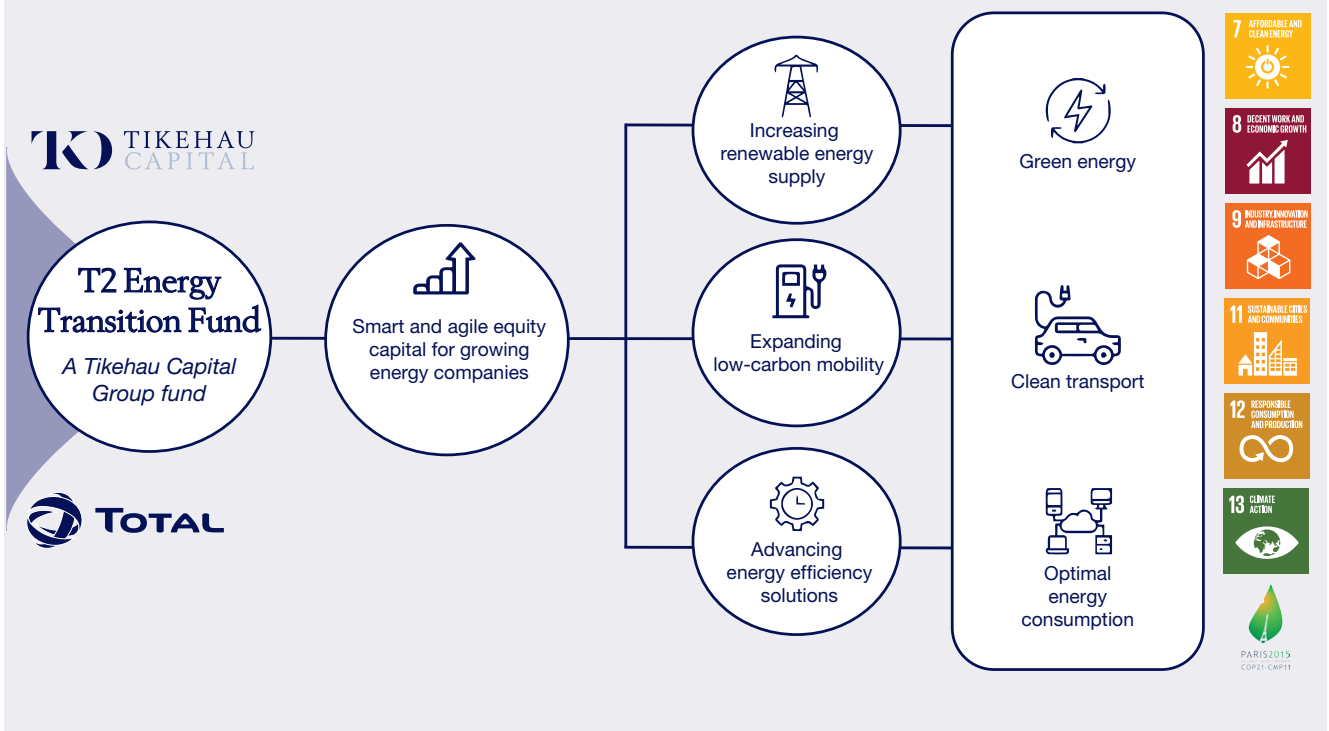 TIKEHAU
CAPITAL
T2 Energy
Transition Fund
A Tikehau Capital
Group fund
TOTAL
Smart and agile equity
capital for growing
energy companies
Increasing
renewable energy
supply
Expanding
low-carbon mobility
Advancing
energy efficiency
solutions
Green energy
Clean transport
Optimal
energy
consumption
7 AFFORDABLE AND
CLEAN ENERGY
8 DECENT WORK AND
ECONOMIC GROWTH
9 INDUSTRY, INNOVATION
AND INFRASTRUCTURE
11 SUSTAINABLE CITIES
AND COMMUNITIES
12 RESPONSIBLE
CONSUMPTION
AND PRODUCTION
13 CLIMATE
ACTION
PARIS2015
COP21·CMP11